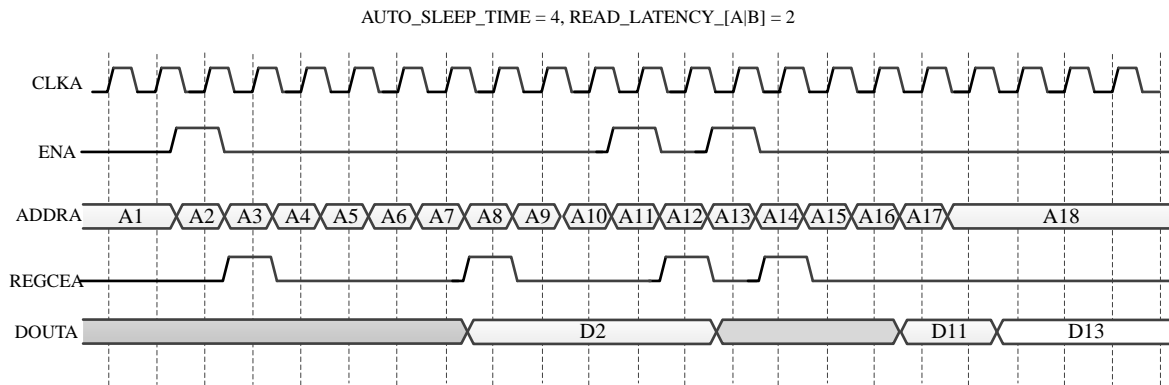 AUTO_SLEEP_TIME = 4, READ_LATENCY_[A|B] = 2
CLKA
ENA
ADDRA A1 A2 A3 A4 A5 A6 A7 A8 A9 A10 A11 A12 A13 A14 A15 A16 A17 A18
REGCEA
DOUTA D2 D11 D13